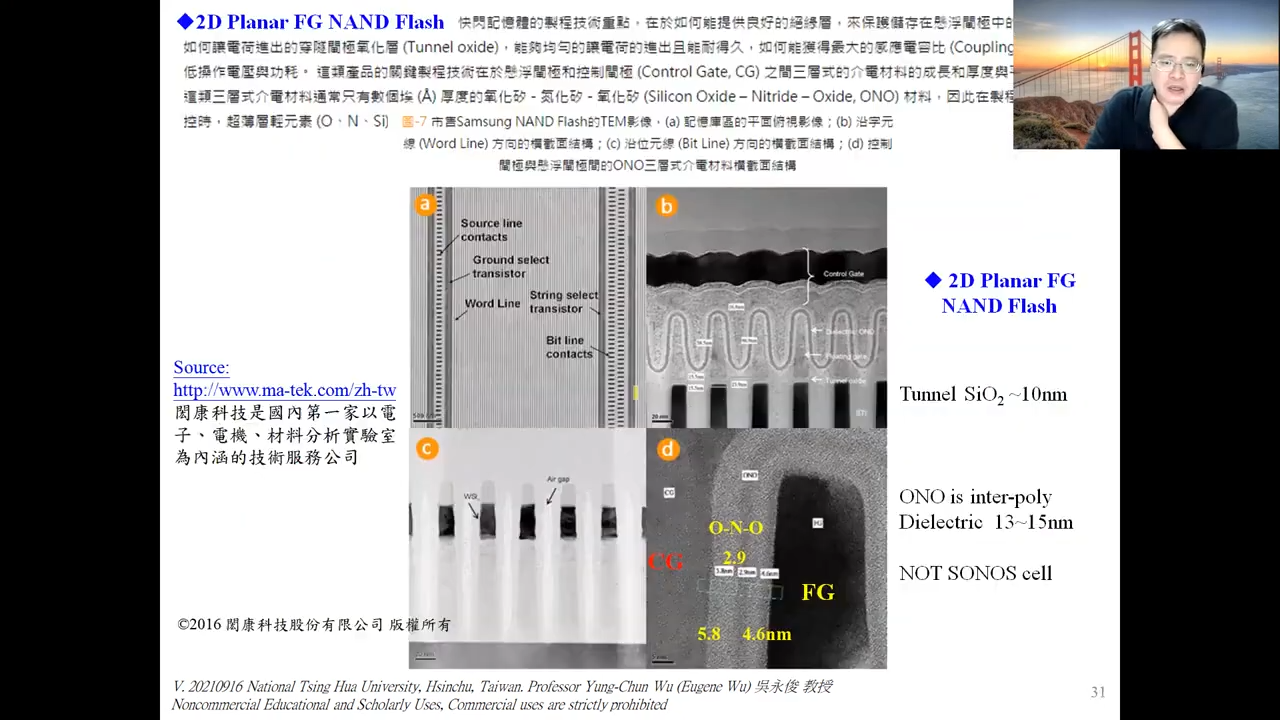 ◆2D Planar FG NAND Flash 快閃記憶體的製程技術重點，在於如何能提供良好的絕緣層，來保護儲存在懸浮閘極中的
如何讓電荷進出的穿隧閘極氧化層 (Tunnel oxide)，能夠均勻的讓電荷的進出且能耐得久，如何能獲得最大的感應電容比 (Coupling
低操作電壓與功耗。 這類產品的關鍵製程技術在於懸浮閘極和控制閘極 (Control Gate, CG) 之間三層式的介電材料的成長和厚度與
這類三層式介電材料通常只有數個埃 (Å) 厚度的氧化矽 - 氮化矽 - 氧化矽 (Silicon Oxide – Nitride – Oxide, ONO) 材料，因此在製程
控時，超薄層輕元素 (O、N、Si) 圖-7 市售Samsung NAND Flash的TEM影像，(a) 記憶庫區的平面俯視影像；(b) 沿字元
線 (Word Line) 方向的橫截面結構；(c) 沿位元線 (Bit Line) 方向的橫截面結構；(d) 控制
閘極與懸浮閘極間的ONO三層式介電材料橫截面結構
a
Source line
contacts
Ground select
transistor
Word Line
String select
transistor
Bit line
contacts
b
Control Gate
Dielectric ONO
Floating gate
Tunnel oxide
STI
20 nm
◆ 2D Planar FG
NAND Flash
Source:
http://www.ma-tek.com/zh-tw
閎康科技是國內第一家以電
子、電機、材料分析實驗室
為內涵的技術服務公司
Tunnel SiO₂ ~10nm
c
WSi
Air gap
d
CG
ONO
FG
O-N-O
2.9
CG
2.9nm
4.6nm
FG
5.8 4.6nm
ONO is inter-poly
Dielectric 13~15nm
NOT SONOS cell
©2016 閎康科技股份有限公司 版權所有
V. 20210916 National Tsing Hua University, Hsinchu, Taiwan. Professor Yung-Chun Wu (Eugene Wu) 吳永俊 教授
Noncommercial Educational and Scholarly Uses, Commercial uses are strictly prohibited
31